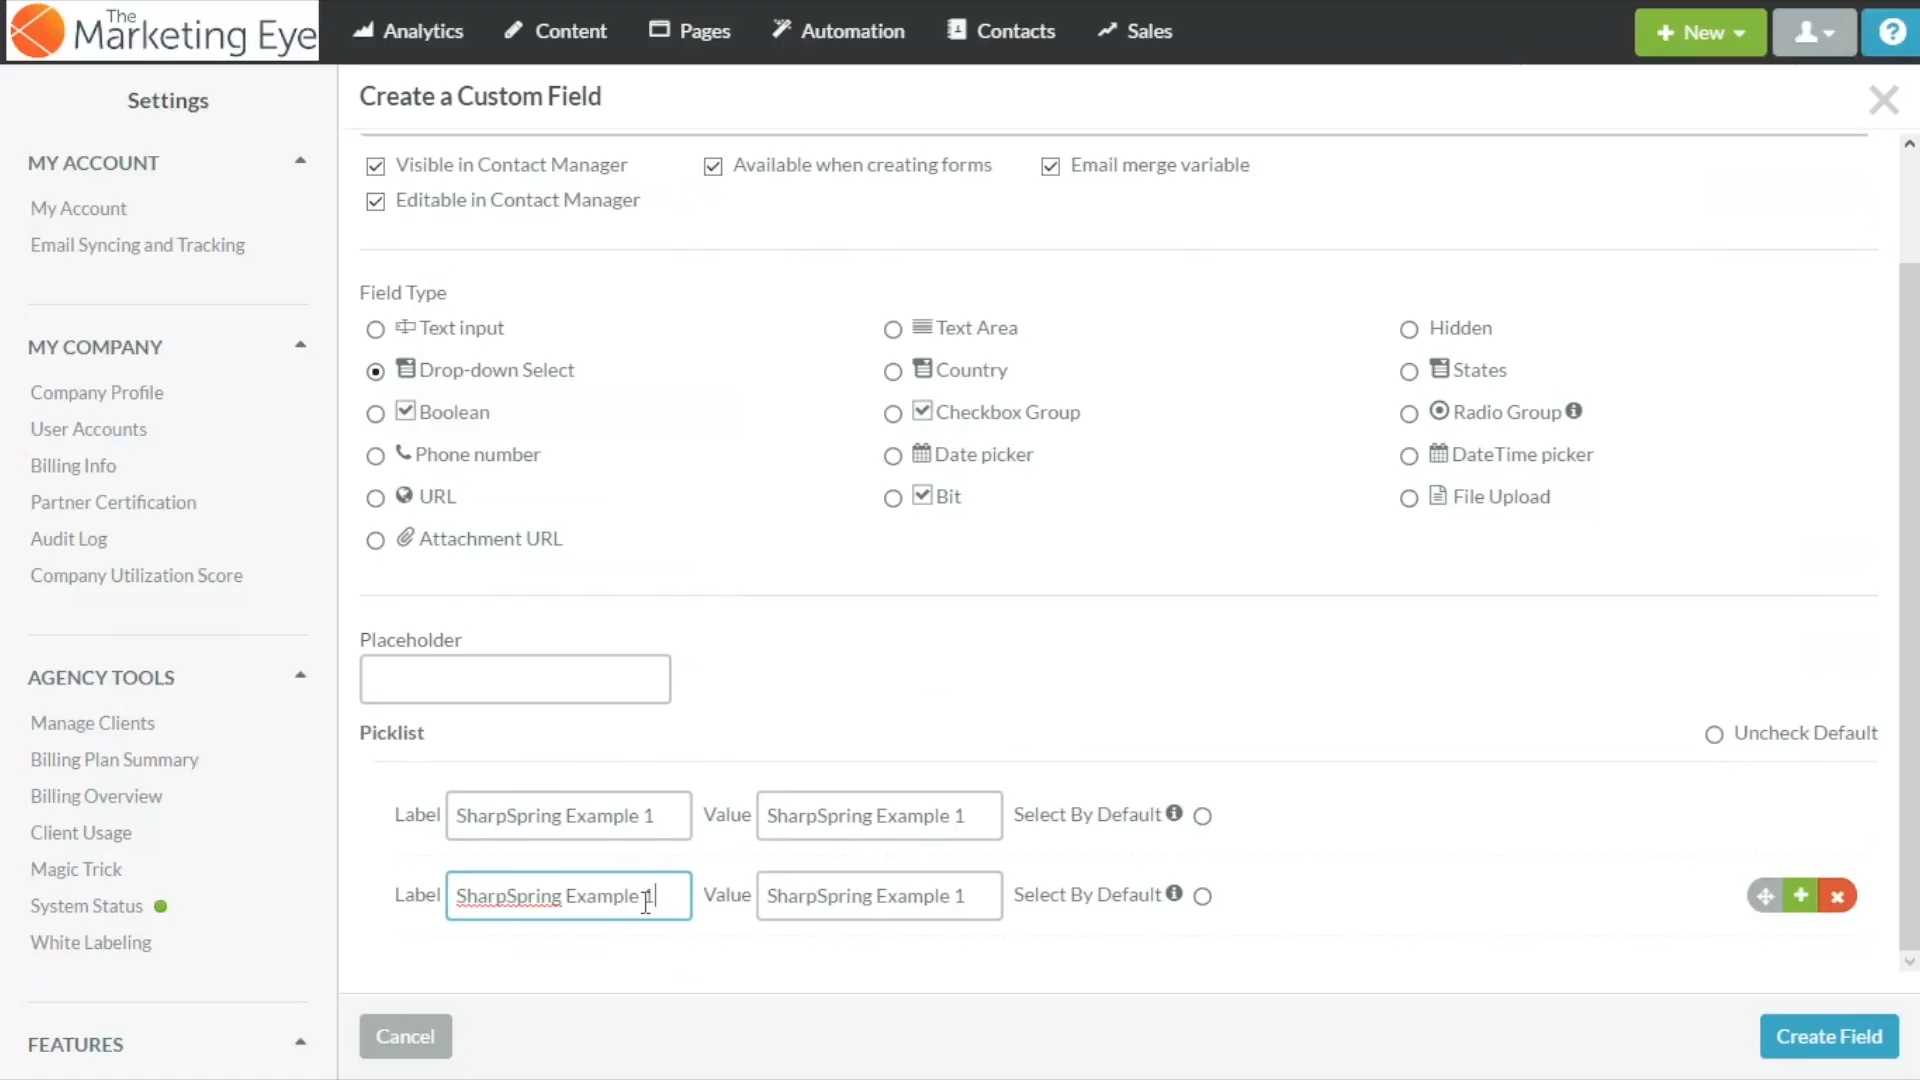 The
Marketing Eye
Analytics
Content
Pages
Automation
Contacts
Sales
+ New
?
Settings
MY ACCOUNT
My Account
Email Syncing and Tracking
MY COMPANY
Company Profile
User Accounts
Billing Info
Partner Certification
Audit Log
Company Utilization Score
AGENCY TOOLS
Manage Clients
Billing Plan Summary
Billing Overview
Client Usage
Magic Trick
System Status
White Labeling
FEATURES
Create a Custom Field
Visible in Contact Manager
Available when creating forms
Email merge variable
Editable in Contact Manager
Field Type
Text input
Text Area
Hidden
Drop-down Select
Country
States
Boolean
Checkbox Group
Radio Group
Phone number
Date picker
DateTime picker
URL
Bit
File Upload
Attachment URL
Placeholder
Picklist
Uncheck Default
Label SharpSpring Example 1 Value SharpSpring Example 1 Select By Default
Label SharpSpring Example 1 Value SharpSpring Example 1 Select By Default
Cancel
Create Field